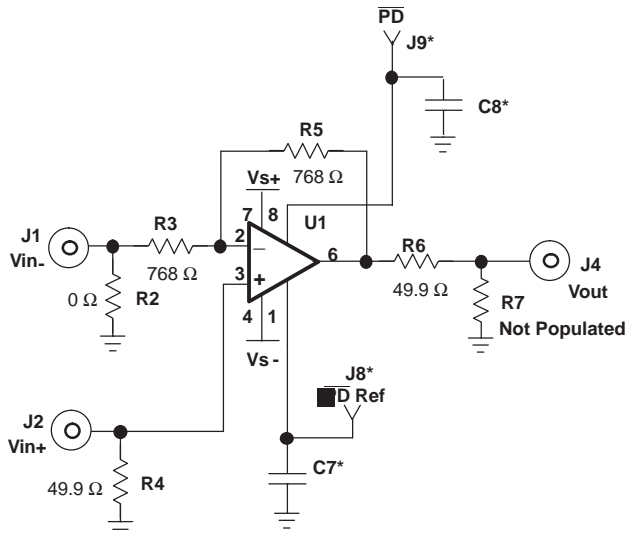 PD
J9*
C8*
R5
768 Ω
Vs+
7 8
U1
J1
Vin-
R3
768 Ω
2
−
3
+
6
R6
49.9 Ω
J4
Vout
R7
Not Populated
0 Ω
R2
4 1
Vs -
J8*
PD Ref
J2
Vin+
C7*
49.9 Ω
R4